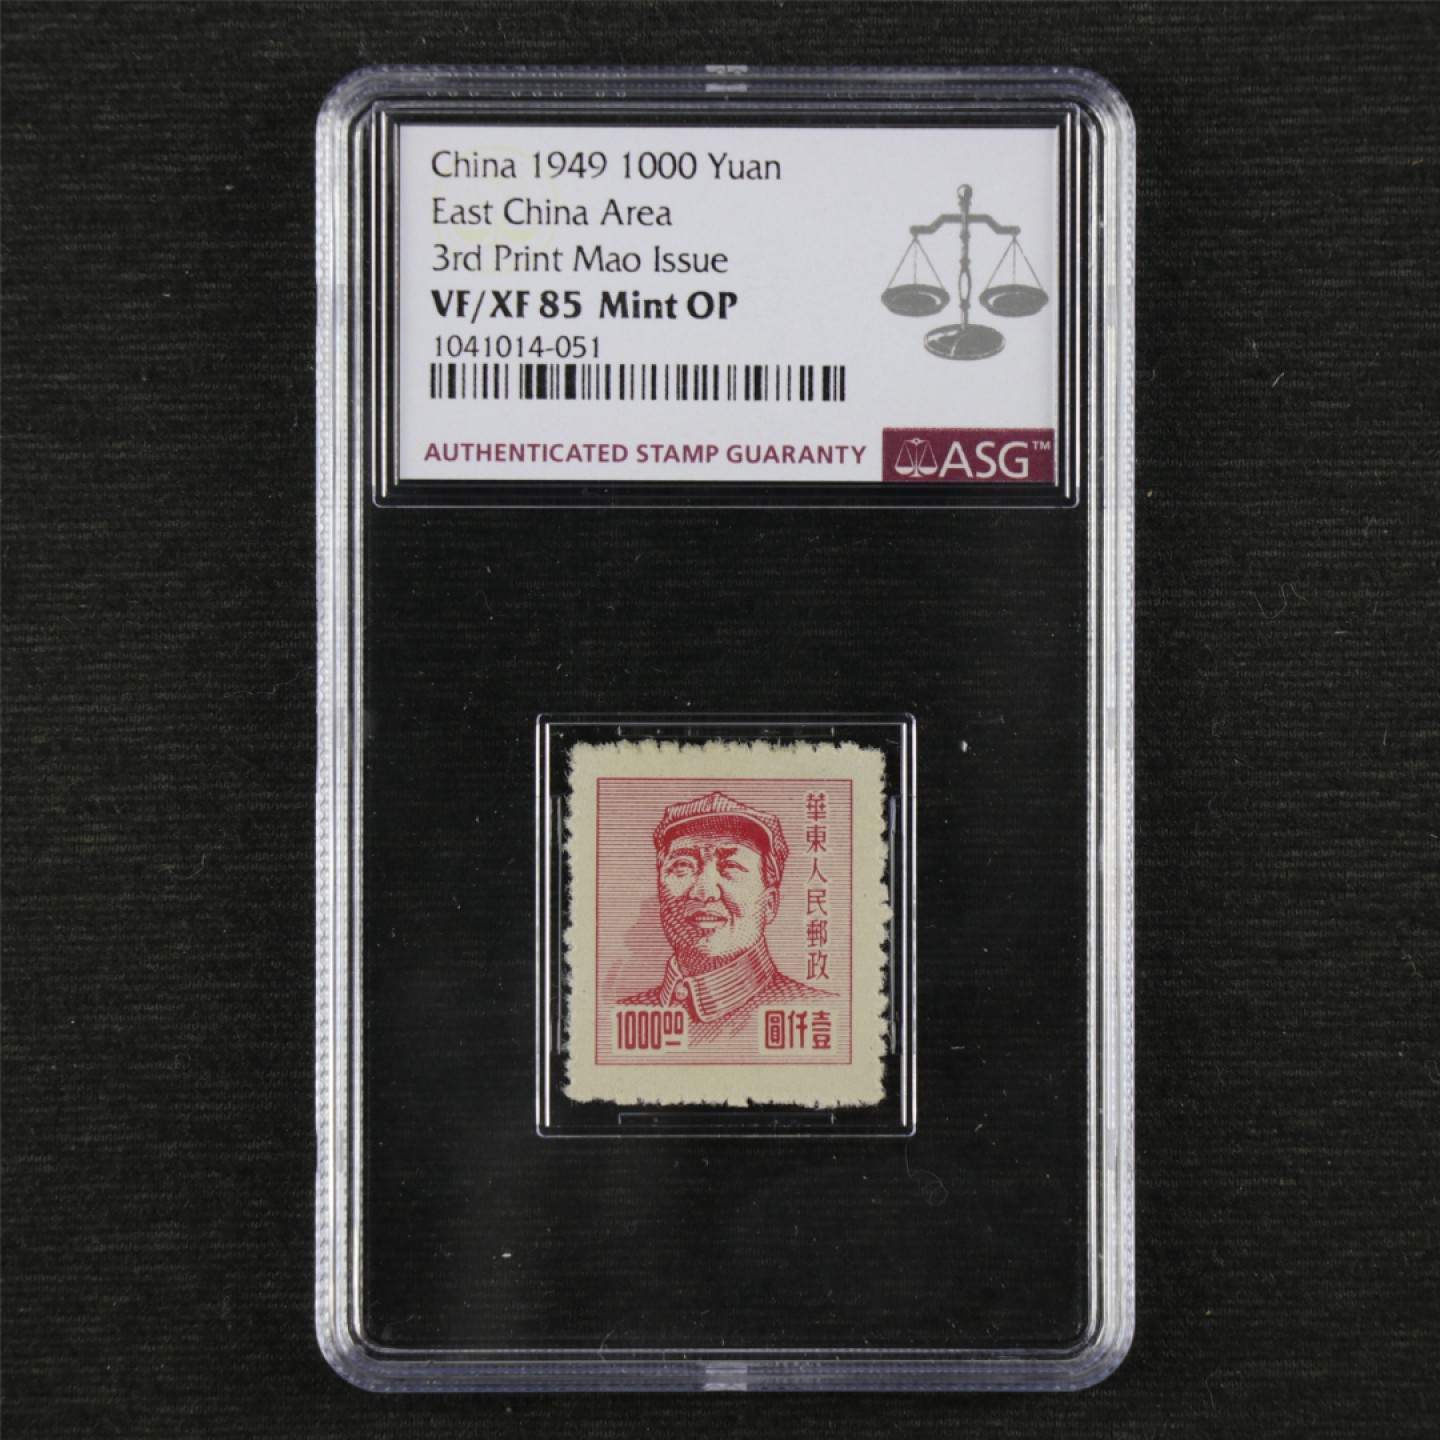 China 1949 1000 Yuan
East China Area
3rd Print Mao Issue
VF/XF 85 Mint OP
1041014-051
AUTHENTICATED STAMP GUARANTY
ASG™
華東人民郵政
1000.00
圓仟壹